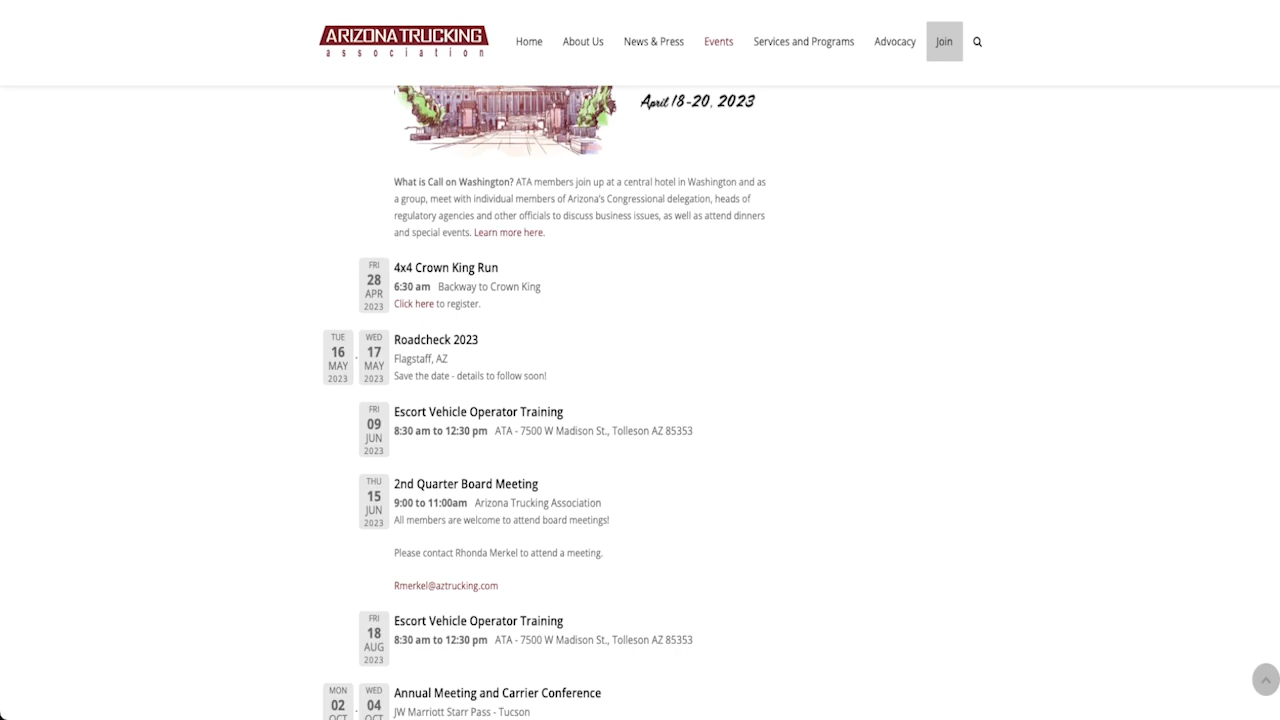 ARIZONA TRUCKING
association
Home
About Us
News & Press
Events
Services and Programs
Advocacy
Join
April 18-20, 2023
What is Call on Washington? ATA members join up at a central hotel in Washington and as
a group, meet with individual members of Arizona's Congressional delegation, heads of
regulatory agencies and other officials to discuss business issues, as well as attend dinners
and special events. Learn more here.
FRI
28
APR
2023
4x4 Crown King Run
6:30 am Backway to Crown King
Click here to register.
TUE
16
MAY
2023
-
WED
17
MAY
2023
Roadcheck 2023
Flagstaff, AZ
Save the date - details to follow soon!
FRI
09
JUN
2023
Escort Vehicle Operator Training
8:30 am to 12:30 pm ATA - 7500 W Madison St., Tolleson AZ 85353
THU
15
JUN
2023
2nd Quarter Board Meeting
9:00 to 11:00am Arizona Trucking Association
All members are welcome to attend board meetings!
Please contact Rhonda Merkel to attend a meeting.
Rmerkel@aztrucking.com
FRI
18
AUG
2023
Escort Vehicle Operator Training
8:30 am to 12:30 pm ATA - 7500 W Madison St., Tolleson AZ 85353
MON
02
OCT
-
WED
04
OCT
Annual Meeting and Carrier Conference
JW Marriott Starr Pass - Tucson